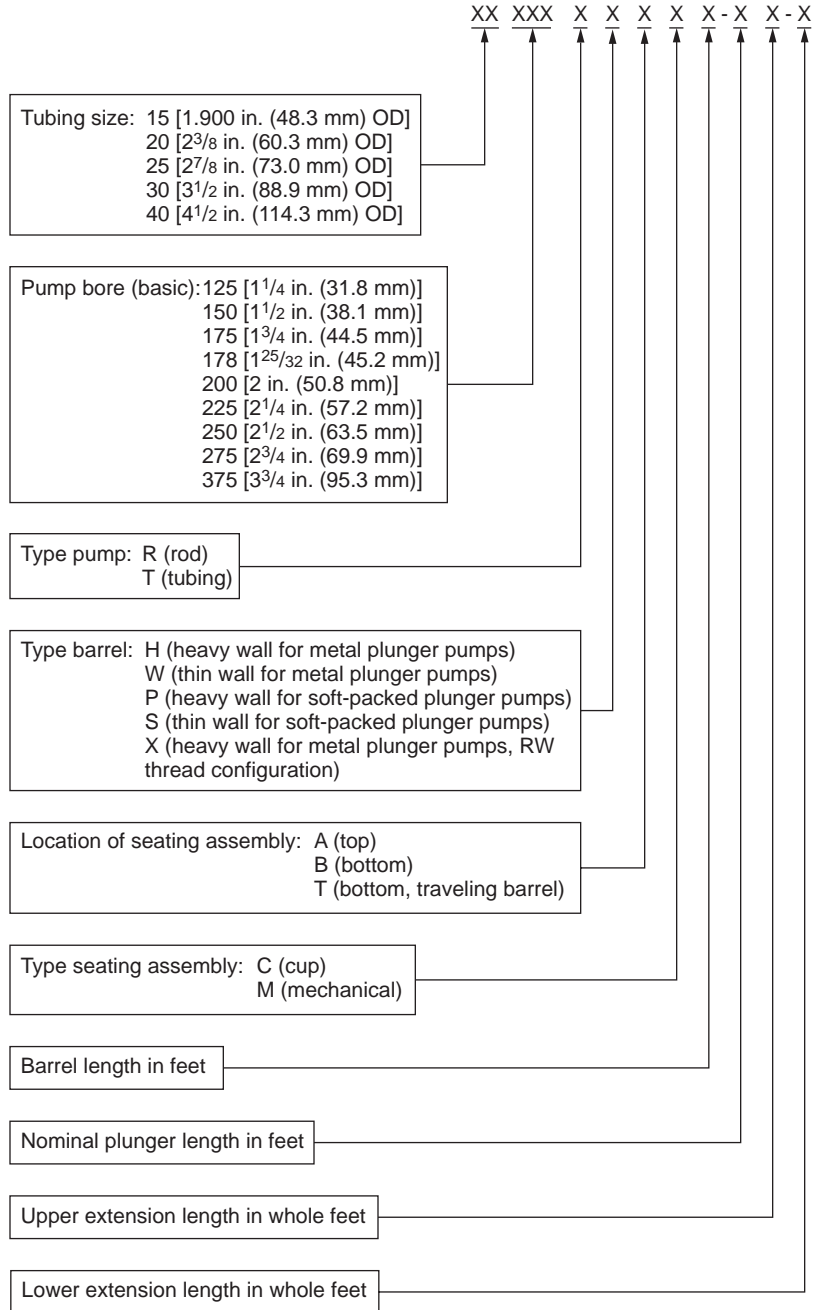 XX XXX X X X X X - X X - X
Tubing size: 15 [1.900 in. (48.3 mm) OD]
20 [2 3/8 in. (60.3 mm) OD]
25 [2 7/8 in. (73.0 mm) OD]
30 [3 1/2 in. (88.9 mm) OD]
40 [4 1/2 in. (114.3 mm) OD]
Pump bore (basic): 125 [1 1/4 in. (31.8 mm)]
150 [1 1/2 in. (38.1 mm)]
175 [1 3/4 in. (44.5 mm)]
178 [1 25/32 in. (45.2 mm)]
200 [2 in. (50.8 mm)]
225 [2 1/4 in. (57.2 mm)]
250 [2 1/2 in. (63.5 mm)]
275 [2 3/4 in. (69.9 mm)]
375 [3 3/4 in. (95.3 mm)]
Type pump: R (rod)
T (tubing)
Type barrel: H (heavy wall for metal plunger pumps)
W (thin wall for metal plunger pumps)
P (heavy wall for soft-packed plunger pumps)
S (thin wall for soft-packed plunger pumps)
X (heavy wall for metal plunger pumps, RW
thread configuration)
Location of seating assembly: A (top)
B (bottom)
T (bottom, traveling barrel)
Type seating assembly: C (cup)
M (mechanical)
Barrel length in feet
Nominal plunger length in feet
Upper extension length in whole feet
Lower extension length in whole feet